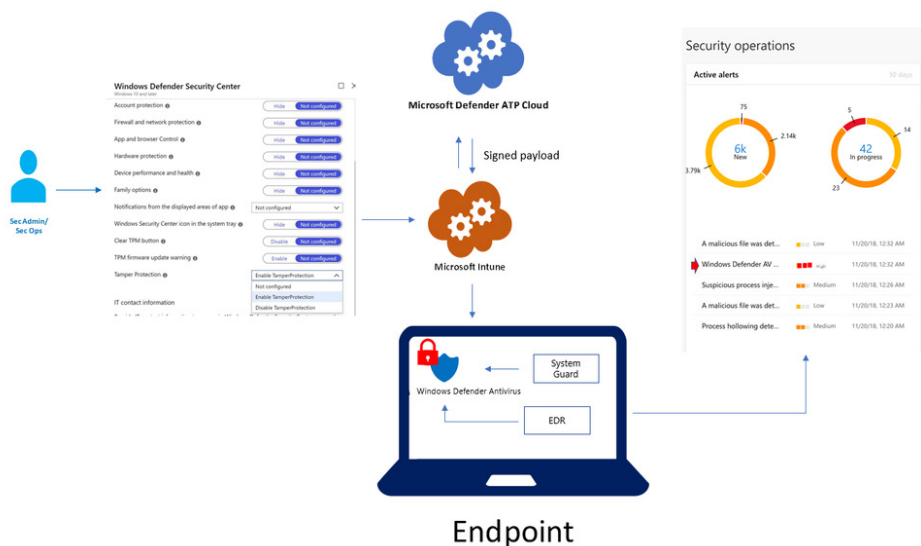 SecAdmin/
Sec Ops
Windows Defender Security Center
Windows 10 and later
Account protection
Hide Not configured
Firewall and network protection
Hide Not configured
App and browser Control
Hide Not configured
Hardware protection
Hide Not configured
Device performance and health
Hide Not configured
Family options
Hide Not configured
Notifications from the displayed areas of app
Not configured
Windows Security Center icon in the system tray
Hide Not configured
Clear TPM button
Disable Not configured
TPM firmware update warning
Enable Not configured
Tamper Protection
Enable TamperProtection
Not configured
Enable TamperProtection
Disable TamperProtection
IT contact information
Microsoft Defender ATP Cloud
Signed payload
Microsoft Intune
System
Guard
Windows Defender Antivirus
EDR
Endpoint
Security operations
Active alerts
30 days
75
2.14k
3.79k
6k
New
5
14
23
42
In progress
A malicious file was det... Low 11/20/18, 12:32 AM
Windows Defender AV ... High 11/20/18, 12:32 AM
Suspicious process inje... Medium 11/20/18, 12:26 AM
A malicious file was det... Low 11/20/18, 12:23 AM
Process hollowing dete... Medium 11/20/18, 12:20 AM